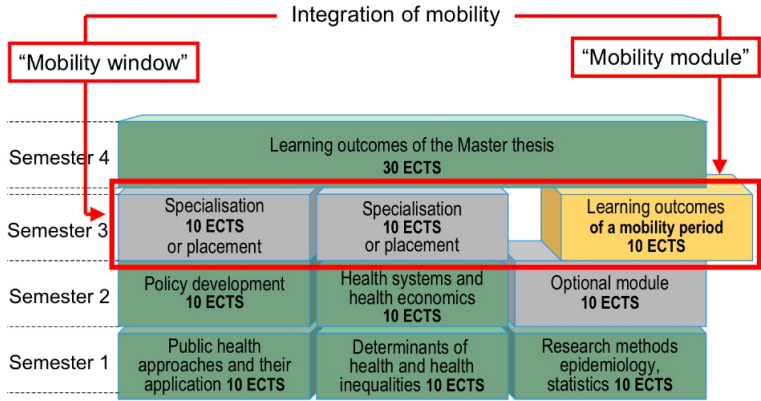 Integration of mobility
“Mobility window”
“Mobility module”
Semester 4
Learning outcomes of the Master thesis
30 ECTS
Semester 3
Specialisation
10 ECTS
or placement
Specialisation
10 ECTS
or placement
Learning outcomes
of a mobility period
10 ECTS
Semester 2
Policy development
10 ECTS
Health systems and
health economics
10 ECTS
Optional module
10 ECTS
Semester 1
Public health
approaches and their
application 10 ECTS
Determinants of
health and health
inequalities 10 ECTS
Research methods
epidemiology,
statistics 10 ECTS